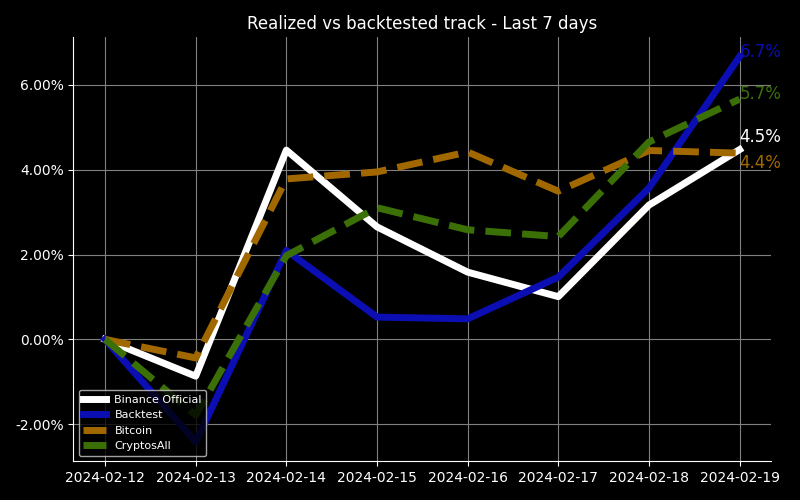 Realized vs backtested track - Last 7 days
6.7%
6.00%
5.7%
4.5%
4.00%
4.4%
2.00%
0.00%
Binance Official
Backtest
-2.00%
Bitcoin
CryptosAll
2024-02-12 2024-02-13 2024-02-14 2024-02-15 2024-02-16 2024-02-17 2024-02-18 2024-02-19